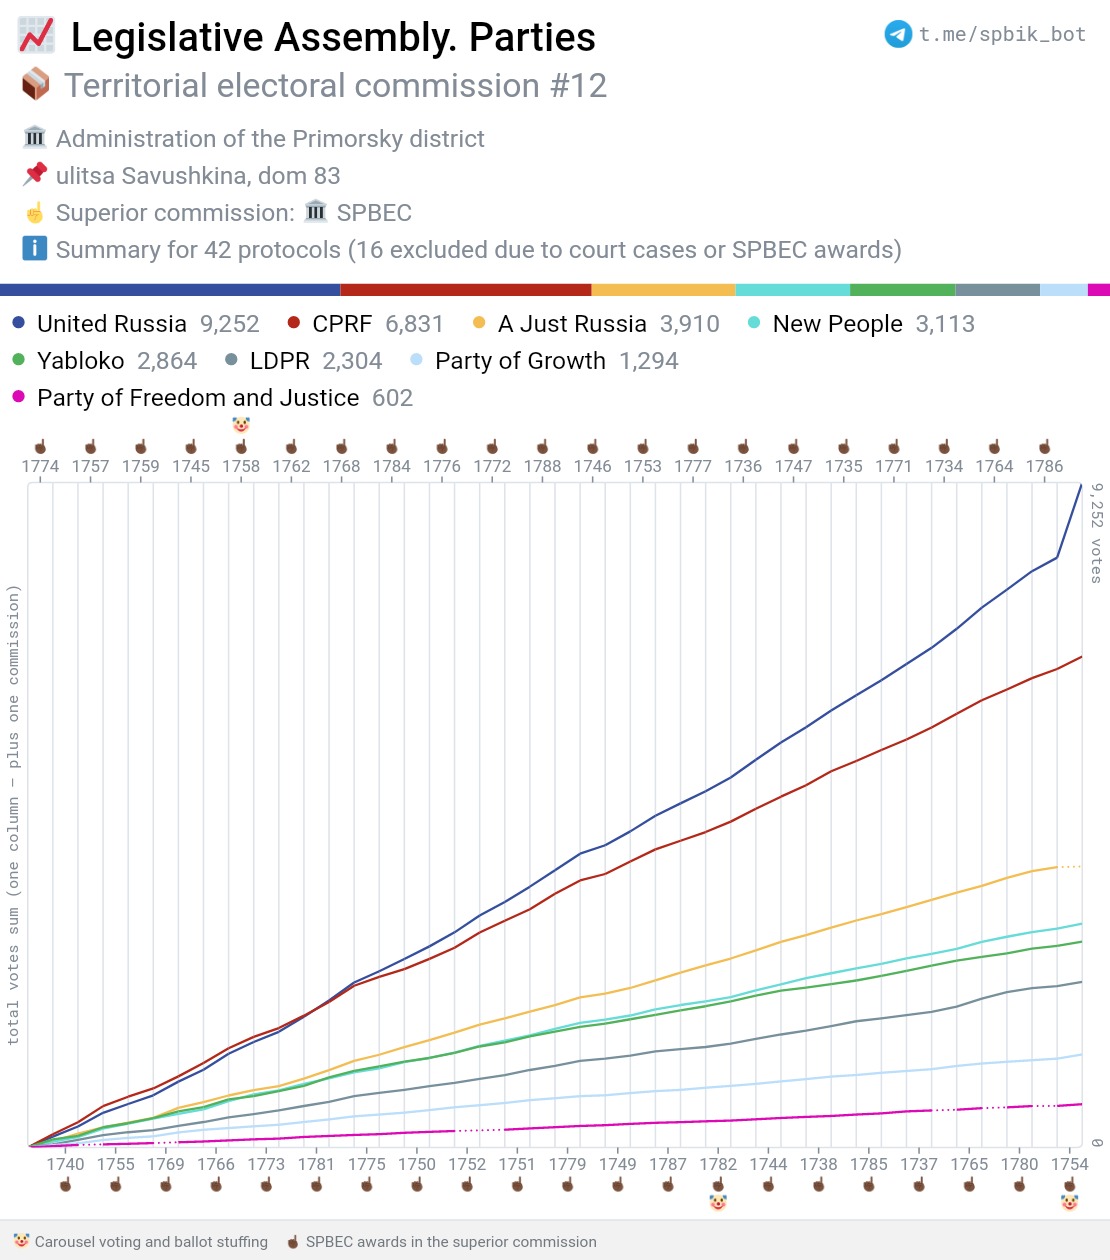 Legislative Assembly. Parties
t.me/spbik_bot
Territorial electoral commission #12
Administration of the Primorsky district
ulitsa Savushkina, dom 83
Superior commission: SPBEC
Summary for 42 protocols (16 excluded due to court cases or SPBEC awards)
United Russia 9,252 CPRF 6,831 A Just Russia 3,910 New People 3,113
Yabloko 2,864 LDPR 2,304 Party of Growth 1,294
Party of Freedom and Justice 602
1774 1757 1759 1745 1758 1762 1768 1784 1776 1772 1788 1746 1753 1777 1736 1747 1735 1771 1734 1764 1786
9,252 votes
total votes sum (one column – plus one commission)
0
1740 1755 1769 1766 1773 1781 1775 1750 1752 1751 1779 1749 1787 1782 1744 1738 1785 1737 1765 1780 1754
Carousel voting and ballot stuffing SPBEC awards in the superior commission